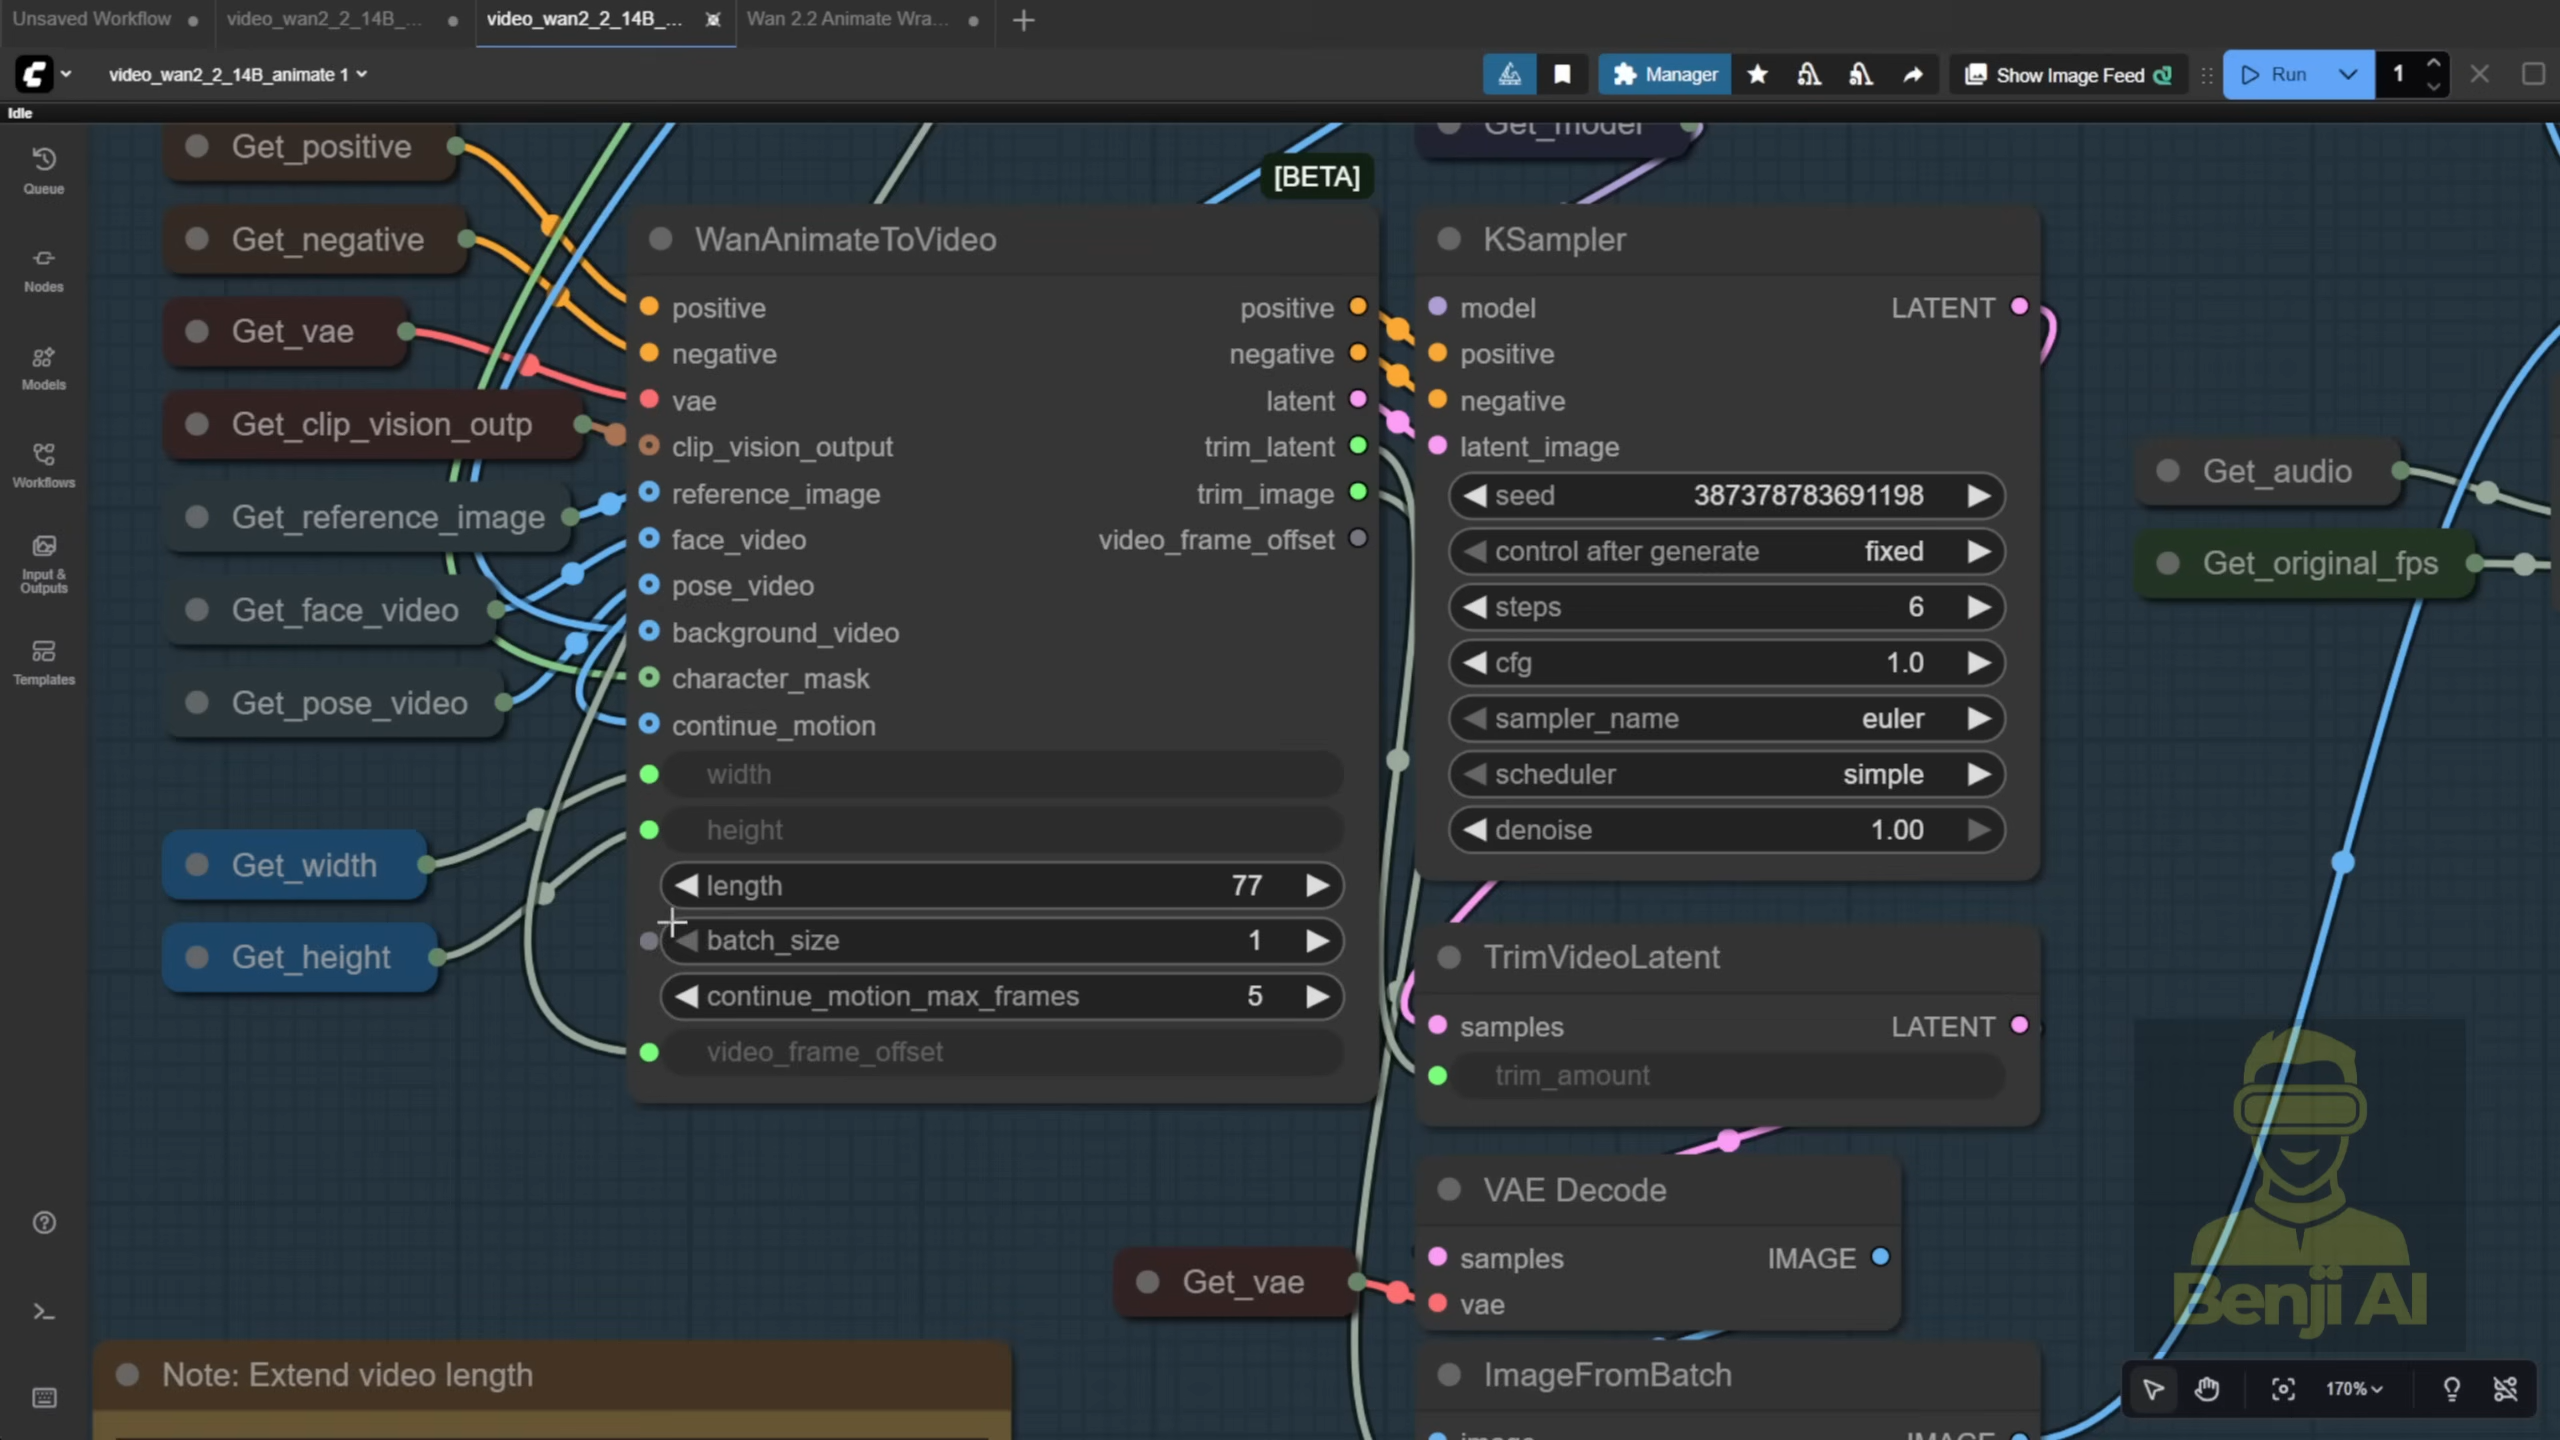 Unsaved Workflow
video_wan2_2_14B_...
video_wan2_2_14B_...
Wan 2.2 Animate Wra...
video_wan2_2_14B_animate 1
Manager
Show Image Feed
Run
1
Idle
Queue
Nodes
Models
Workflows
Input & Outputs
Templates
Get_positive
Get_negative
Get_vae
Get_clip_vision_outp
Get_reference_image
Get_face_video
Get_pose_video
Get_width
Get_height
[BETA]
WanAnimateToVideo
positive
negative
vae
clip_vision_output
reference_image
face_video
pose_video
background_video
character_mask
continue_motion
width
height
length 77
batch_size 1
continue_motion_max_frames 5
video_frame_offset
positive
negative
latent
trim_latent
trim_image
video_frame_offset
Get_model
KSampler
model LATENT
positive
negative
latent_image
seed 387378783691198
control after generate fixed
steps 6
cfg 1.0
sampler_name euler
scheduler simple
denoise 1.00
TrimVideoLatent
samples LATENT
trim_amount
VAE Decode
samples IMAGE
vae
Get_vae
ImageFromBatch
image IMAGE
Get_audio
Get_original_fps
Note: Extend video length
Benji AI
170%